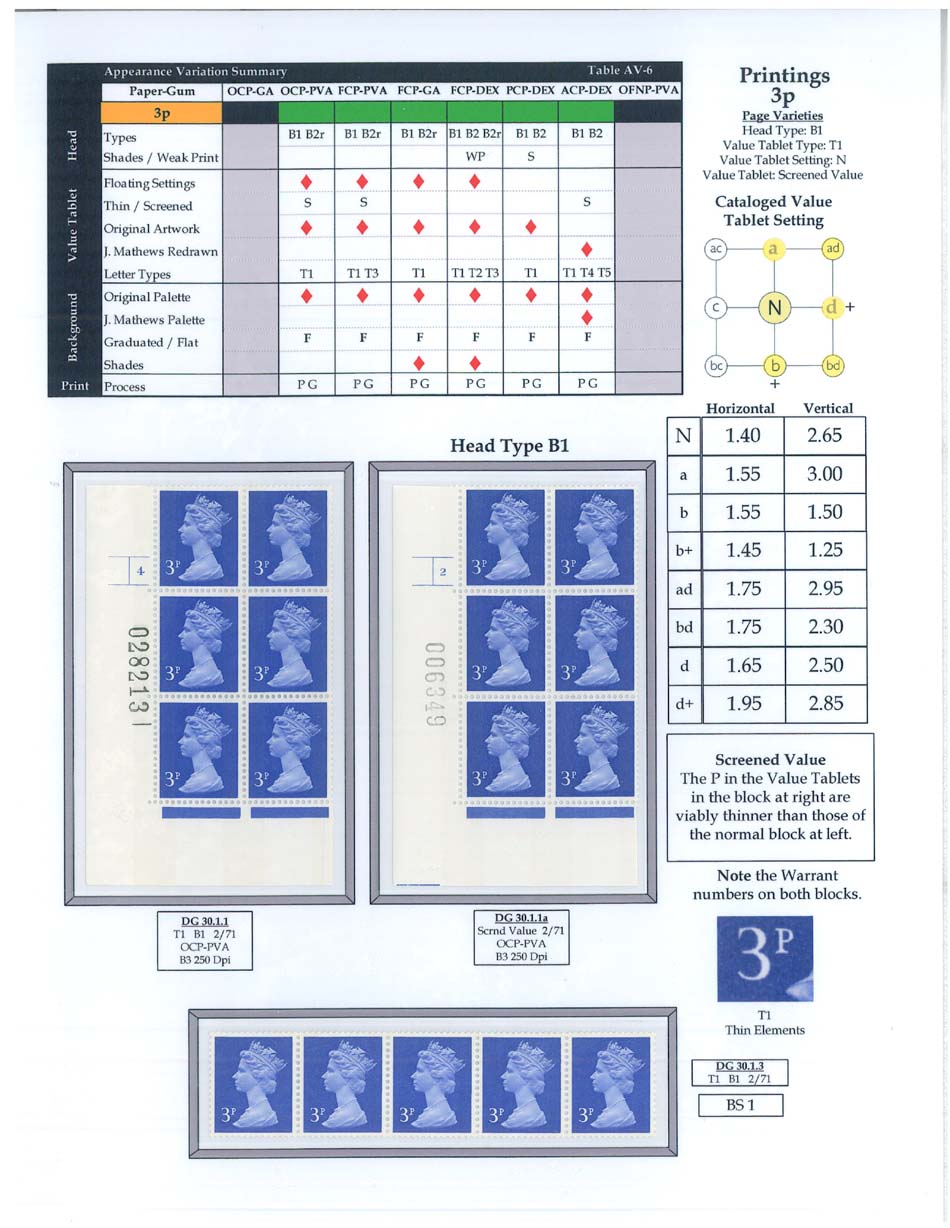 Appearance Variation Summary Table AV-6
Paper-Gum OCP-GA OCP-PVA FCP-PVA FCP-GA FCP-DEX PCP-DEX ACP-DEX OFNP-PVA
3p
Head
Types B1 B2r B1 B2r B1 B2r B1 B2 B2r B1 B2 B1 B2
Shades / Weak Print WP S
Value Tablet
Floating Settings ♦ ♦ ♦ ♦
Thin / Screened S S S
Original Artwork ♦ ♦ ♦ ♦ ♦
J. Mathews Redrawn ♦
Letter Types T1 T1 T3 T1 T1 T2 T3 T1 T1 T4 T5
Background
Original Palette ♦ ♦ ♦ ♦ ♦ ♦
J. Mathews Palette ♦
Graduated / Flat F F F F F F
Shades ♦ ♦
Print
Process P G P G P G P G P G P G
Printings
3p
Page Varieties
Head Type: B1
Value Tablet Type: T1
Value Tablet Setting: N
Value Tablet: Screened Value
Cataloged Value
Tablet Setting
ac a ad
c N d +
bc b bd
+
Horizontal Vertical
N 1.40 2.65
a 1.55 3.00
b 1.55 1.50
b+ 1.45 1.25
ad 1.75 2.95
bd 1.75 2.30
d 1.65 2.50
d+ 1.95 2.85
Head Type B1
4
3P 3P
028213
3P 3P
3P 3P
2
3P 3P
006349
3P 3P
3P 3P
DG 30.1.1
T1 B1 2/71
OCP-PVA
B3 250 Dpi
DG 30.1.1a
Scrnd Value 2/71
OCP-PVA
B3 250 Dpi
Screened Value
The P in the Value Tablets
in the block at right are
viably thinner than those of
the normal block at left.
Note the Warrant
numbers on both blocks.
3P
T1
Thin Elements
3P 3P 3P 3P 3P
DG 30.1.3
T1 B1 2/71
BS 1